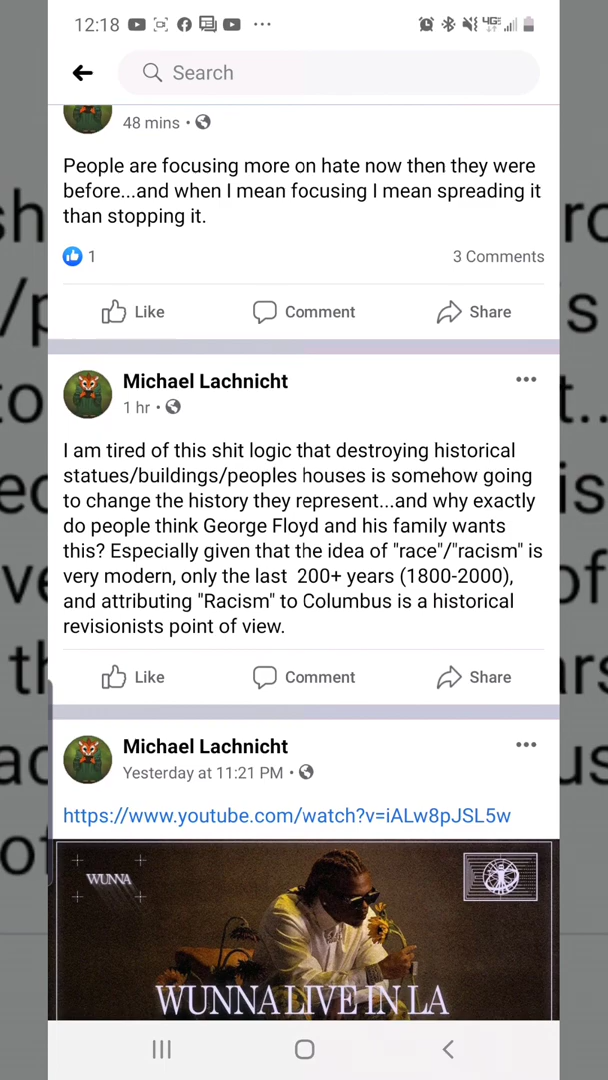 12:18
4GE
Search
48 mins •
People are focusing more on hate now then they were
before...and when I mean focusing I mean spreading it
than stopping it.
1
3 Comments
Like
Comment
Share
Michael Lachnicht
1 hr •
I am tired of this shit logic that destroying historical
statues/buildings/peoples houses is somehow going
to change the history they represent...and why exactly
do people think George Floyd and his family wants
this? Especially given that the idea of "race"/"racism" is
very modern, only the last 200+ years (1800-2000),
and attributing "Racism" to Columbus is a historical
revisionists point of view.
Like
Comment
Share
Michael Lachnicht
Yesterday at 11:21 PM •
https://www.youtube.com/watch?v=iALw8pJSL5w
WUNNA
WUNNA LIVE IN LA